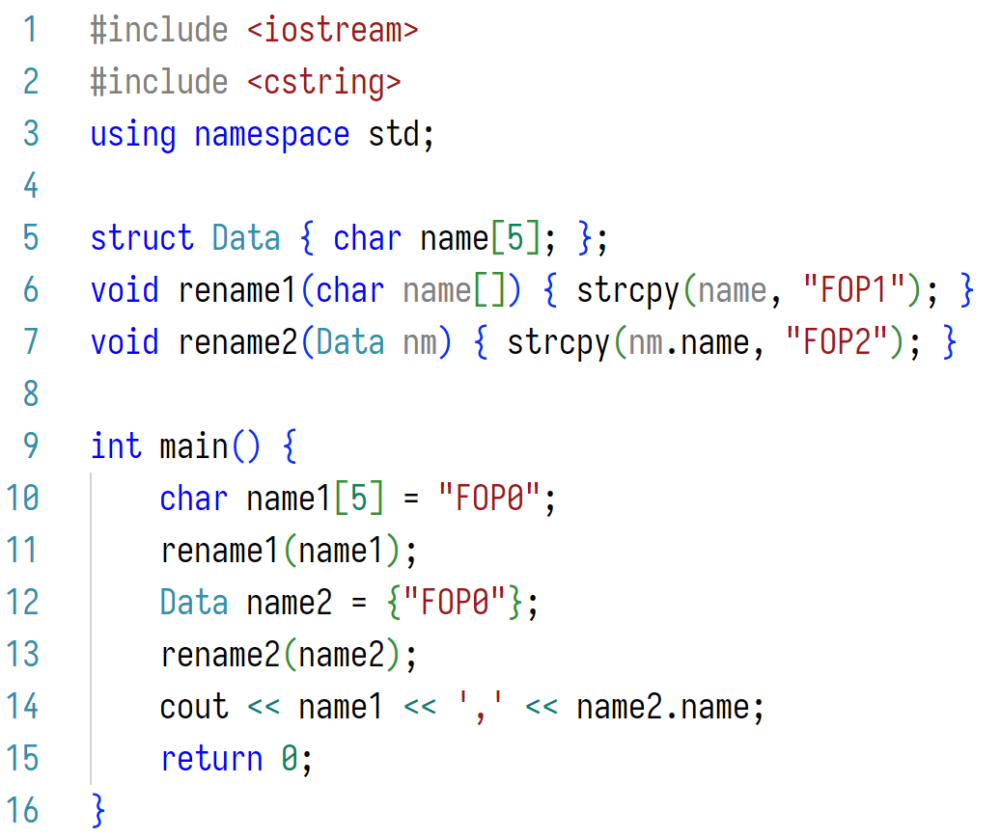 1 #include <iostream>
2 #include <cstring>
3 using namespace std;
4
5 struct Data { char name[5]; };
6 void rename1(char name[]) { strcpy(name, "FOP1"); }
7 void rename2(Data nm) { strcpy(nm.name, "FOP2"); }
8
9 int main() {
10     char name1[5] = "FOP0";
11     rename1(name1);
12     Data name2 = {"FOP0"};
13     rename2(name2);
14     cout << name1 << ',' << name2.name;
15     return 0;
16 }